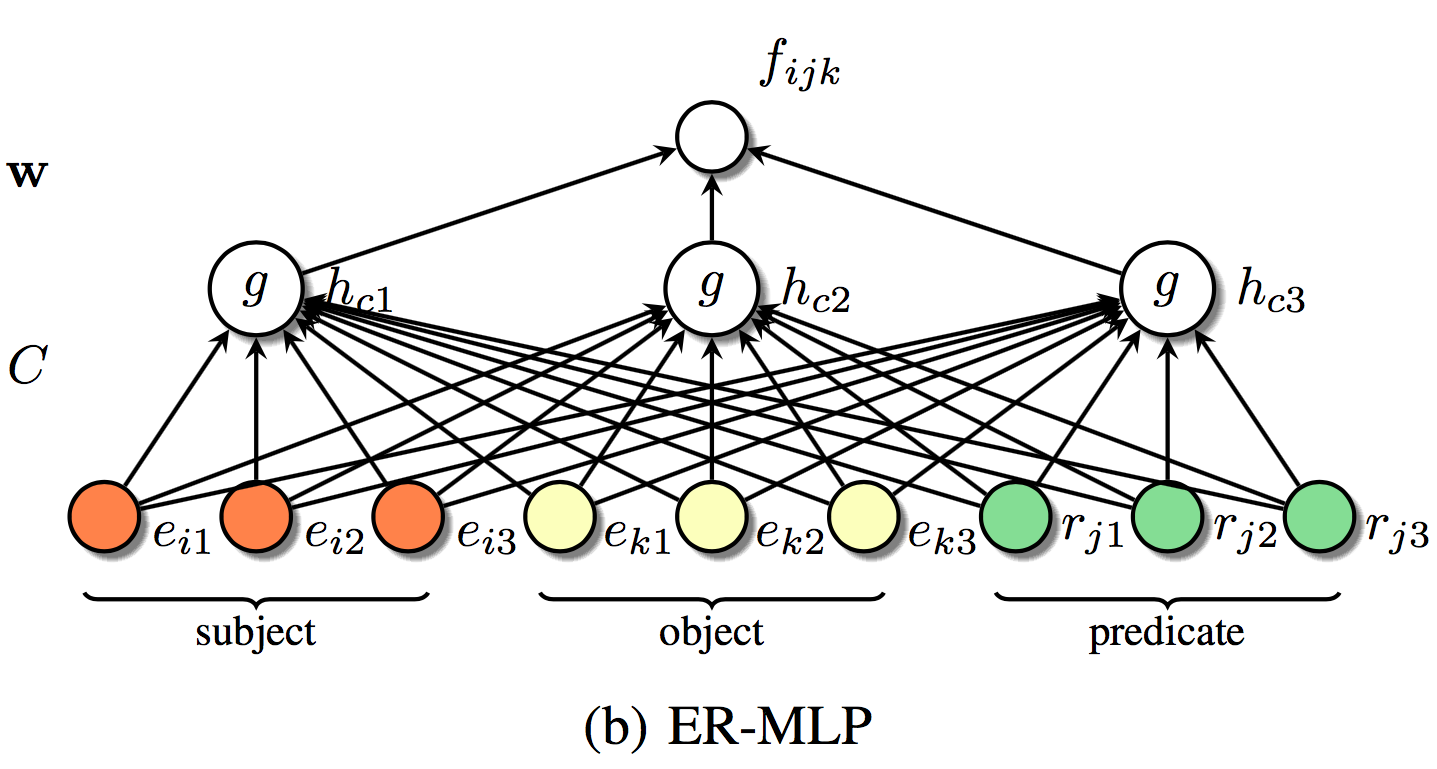 f_{ijk}
w
g h_{c1} g h_{c2} g h_{c3}
C
e_{i1} e_{i2} e_{i3} e_{k1} e_{k2} e_{k3} r_{j1} r_{j2} r_{j3}
subject object predicate
(b) ER-MLP